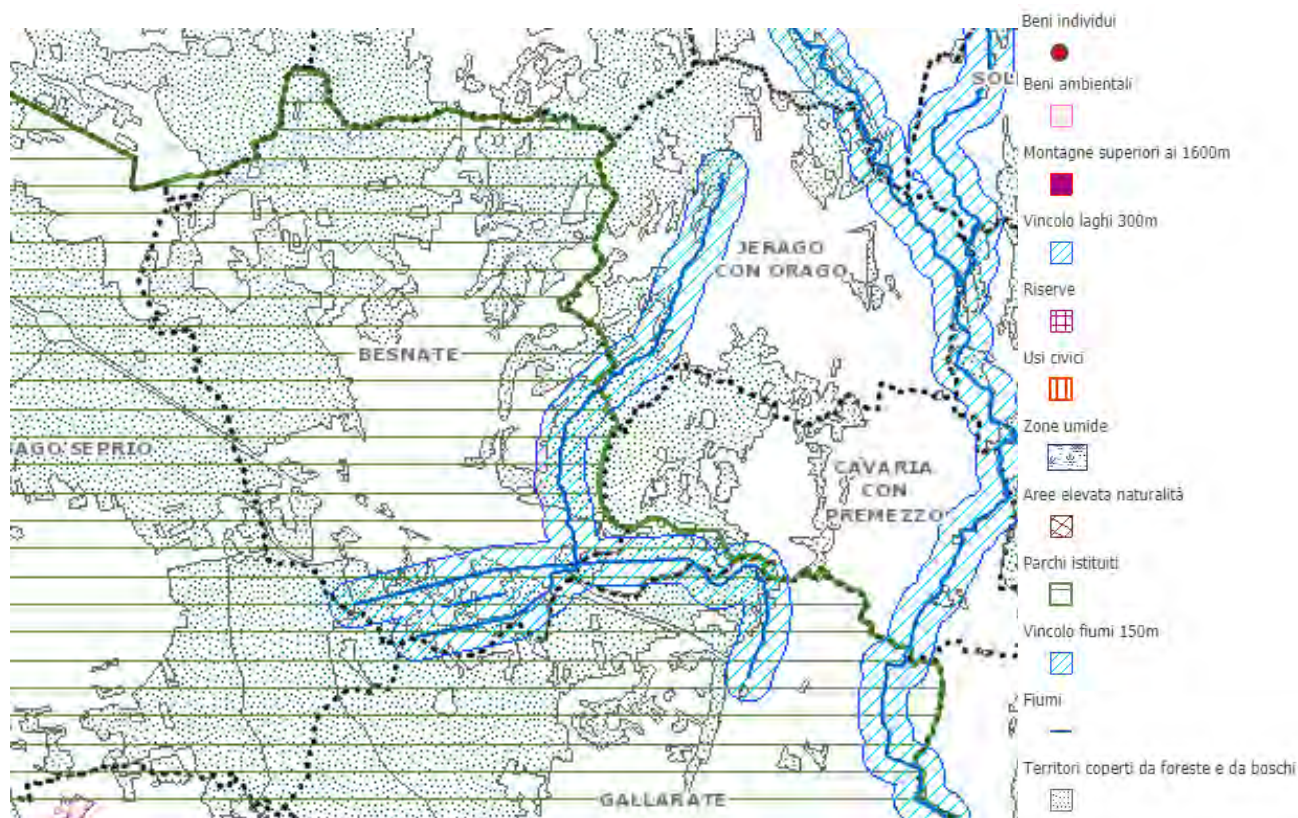 Beni individui
Beni ambientali
Montagne superiori ai 1600m
Vincolo laghi 300m
Riserve
Usi civici
Zone umide
Aree elevata naturalità
Parchi istituiti
Vincolo fiumi 150m
Fiumi
Territori coperti da foreste e da boschi
SOL
JERAGO
CON ORAGO
BESNATE
AGO SEPRIO
CAVARIA
CON
PREMEZZO
GALLARATE